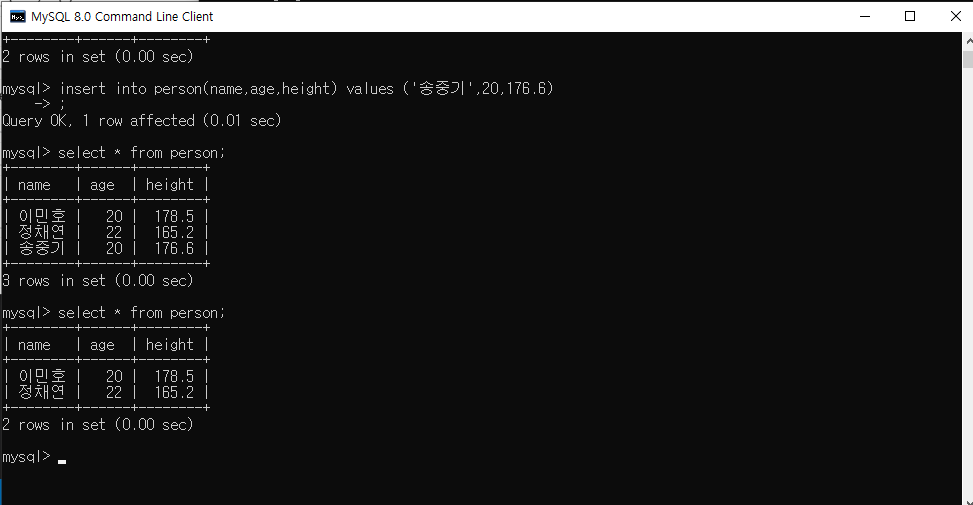 MySQL 8.0 Command Line Client
+--------+------+--------+
2 rows in set (0.00 sec)
mysql> insert into person(name,age,height) values ('송중기',20,176.6)
    -> ;
Query OK, 1 row affected (0.01 sec)
mysql> select * from person;
+--------+------+--------+
| name   | age  | height |
+--------+------+--------+
| 이민호 |   20 |  178.5 |
| 정채연 |   22 |  165.2 |
| 송중기 |   20 |  176.6 |
+--------+------+--------+
3 rows in set (0.00 sec)
mysql> select * from person;
+--------+------+--------+
| name   | age  | height |
+--------+------+--------+
| 이민호 |   20 |  178.5 |
| 정채연 |   22 |  165.2 |
+--------+------+--------+
2 rows in set (0.00 sec)
mysql>